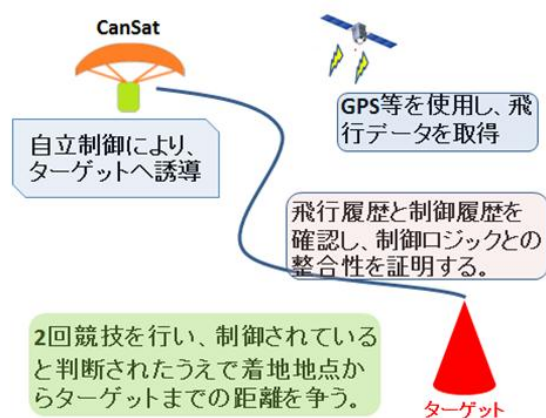 CanSat
GPS等を使用し、飛
行データを取得
自立制御により、
ターゲットへ誘導
飛行履歴と制御履歴を
確認し、制御ロジックとの
整合性を証明する。
2回競技を行い、制御されている
と判断されたうえで着地地点か
らターゲットまでの距離を争う。
ターゲット